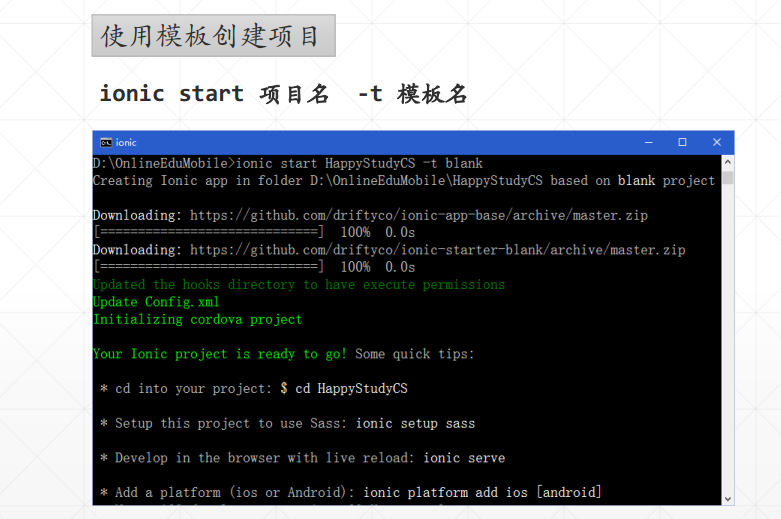 使用模板创建项目
ionic start 项目名 -t 模板名
ionic
D:\OnlineEduMobile>ionic start HappyStudyCS -t blank
Creating Ionic app in folder D:\OnlineEduMobile\HappyStudyCS based on blank project
Downloading: https://github.com/driftyco/ionic-app-base/archive/master.zip
[=============================]  100%  0.0s
Downloading: https://github.com/driftyco/ionic-starter-blank/archive/master.zip
[=============================]  100%  0.0s
Updated the hooks directory to have execute permissions
Update Config.xml
Initializing cordova project
Your Ionic project is ready to go! Some quick tips:
* cd into your project: $ cd HappyStudyCS
* Setup this project to use Sass: ionic setup sass
* Develop in the browser with live reload: ionic serve
* Add a platform (ios or Android): ionic platform add ios [android]